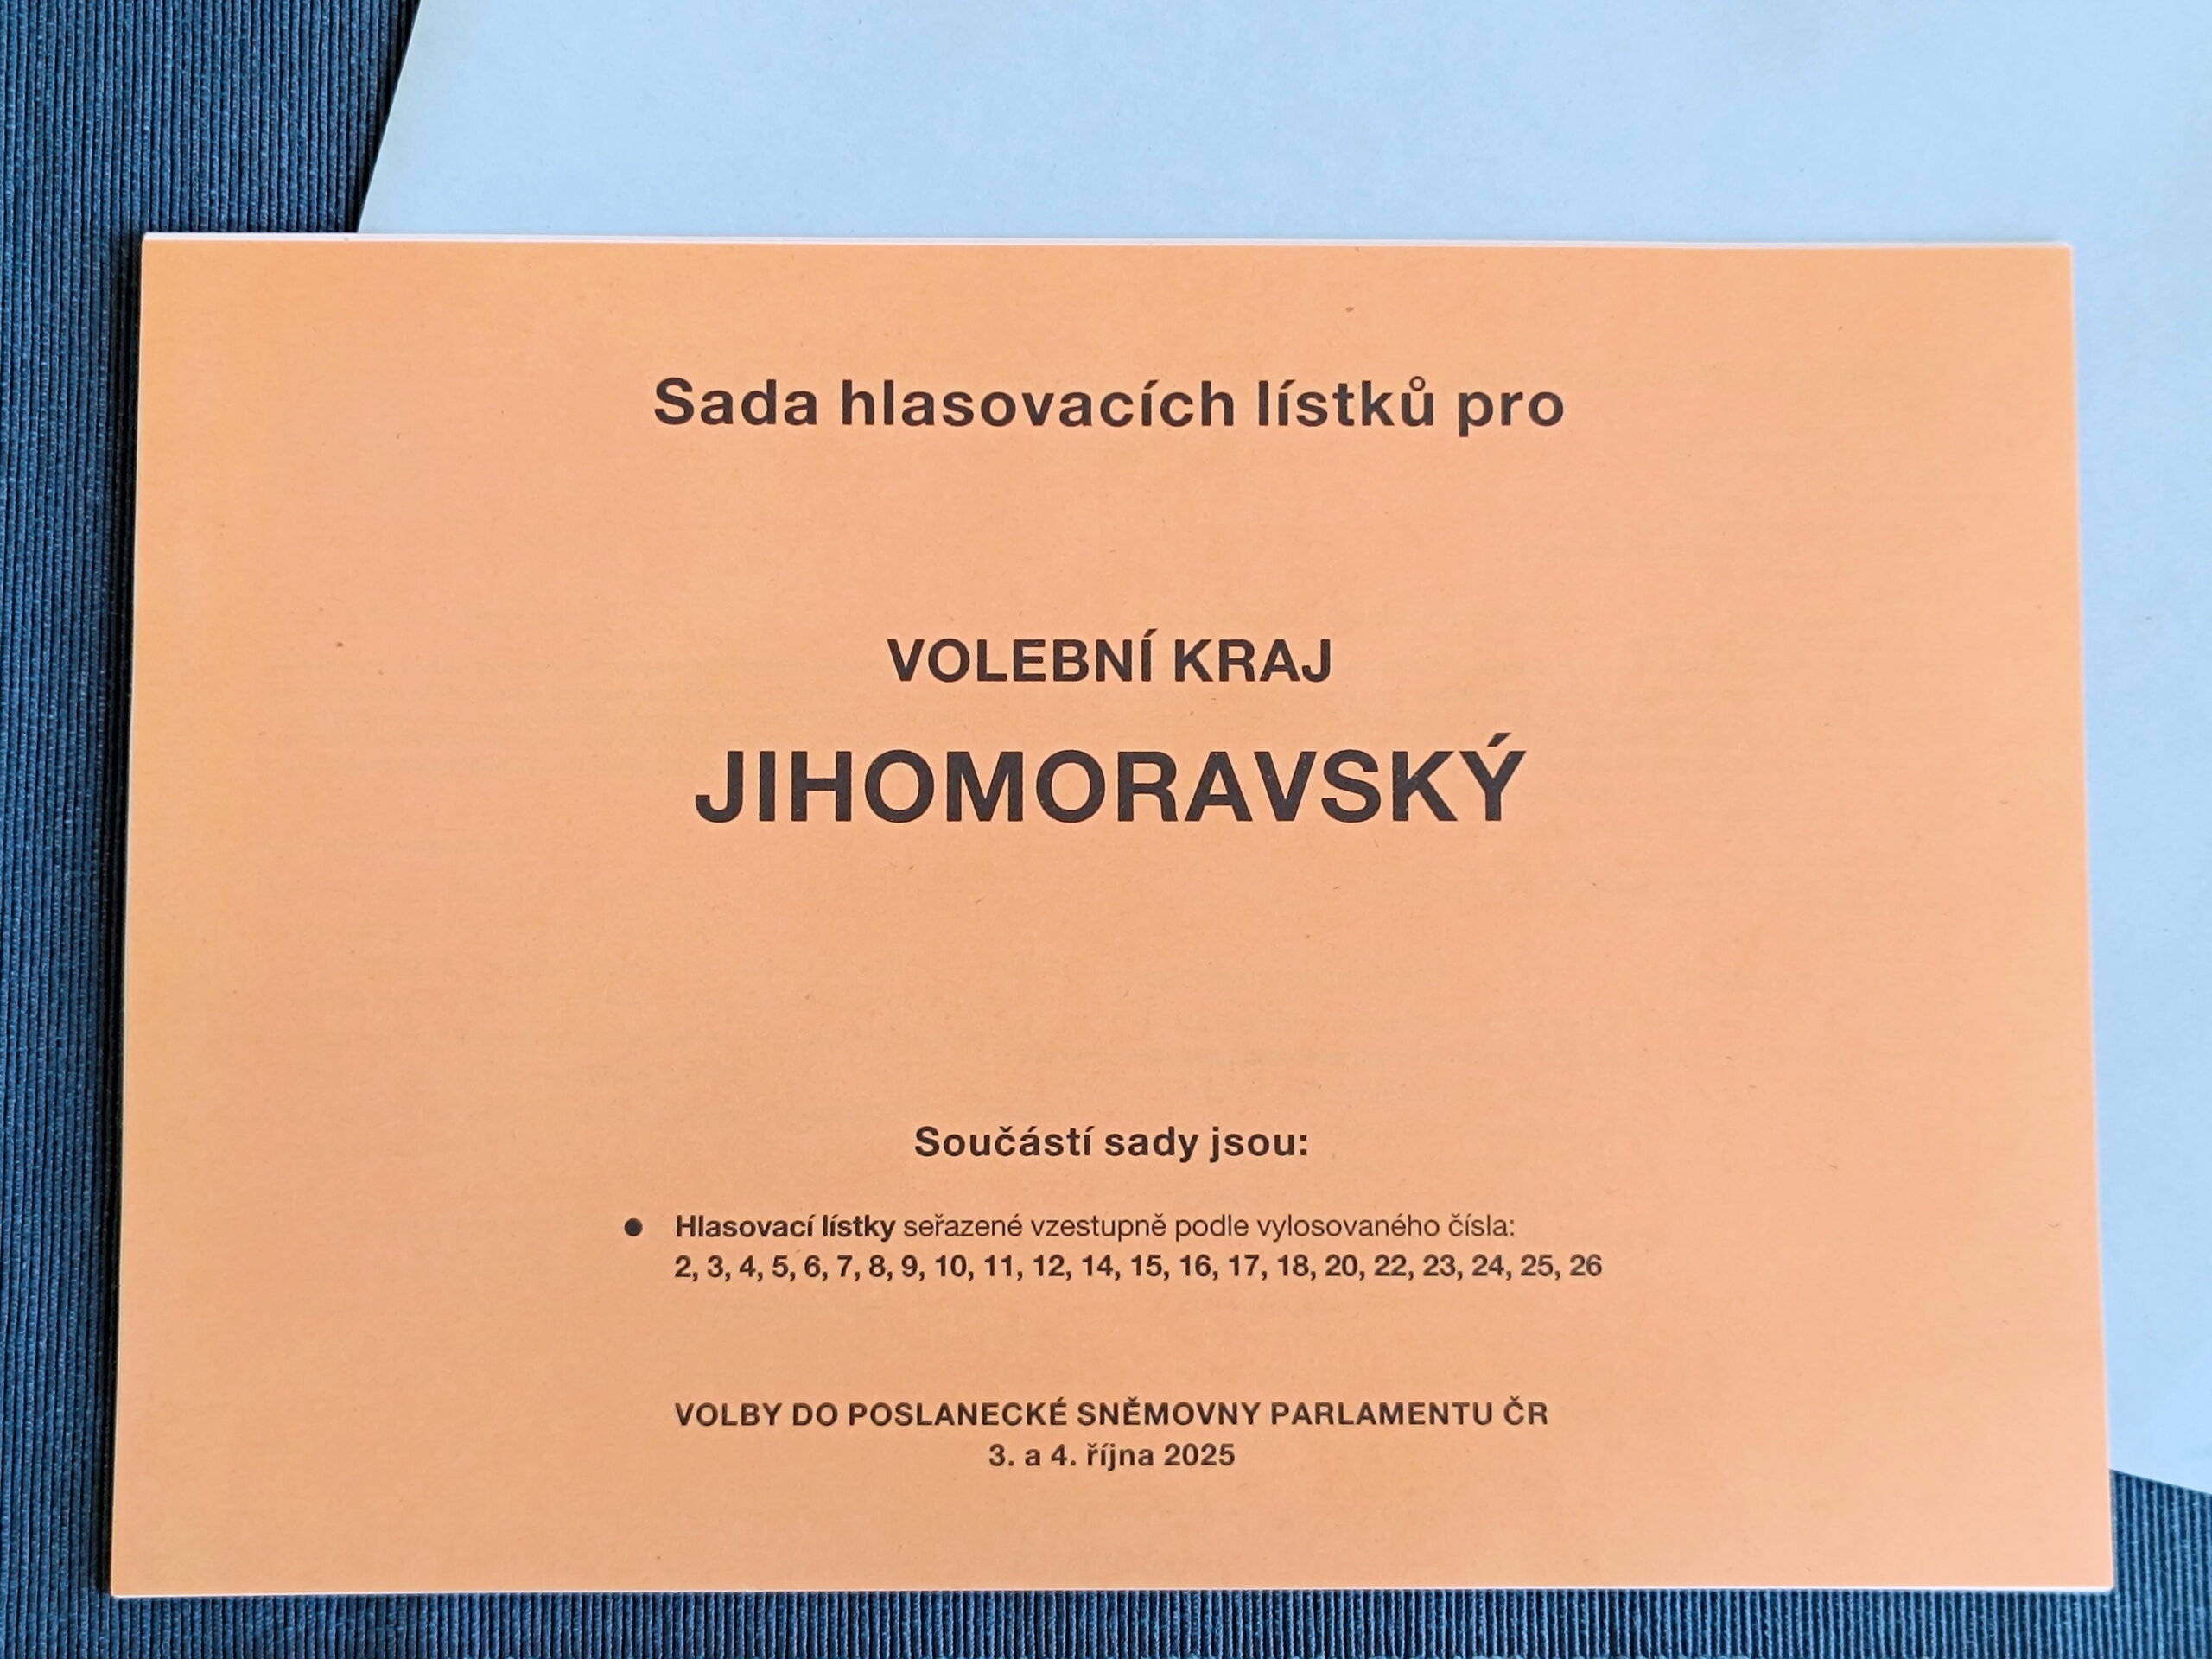 Sada hlasovacích lístků pro
VOLEBNÍ KRAJ
JIHOMORAVSKÝ
Součástí sady jsou:
● Hlasovací lístky seřazené vzestupně podle vylosovaného čísla:
2, 3, 4, 5, 6, 7, 8, 9, 10, 11, 12, 14, 15, 16, 17, 18, 20, 22, 23, 24, 25, 26
VOLBY DO POSLANECKÉ SNĚMOVNY PARLAMENTU ČR
3. a 4. října 2025